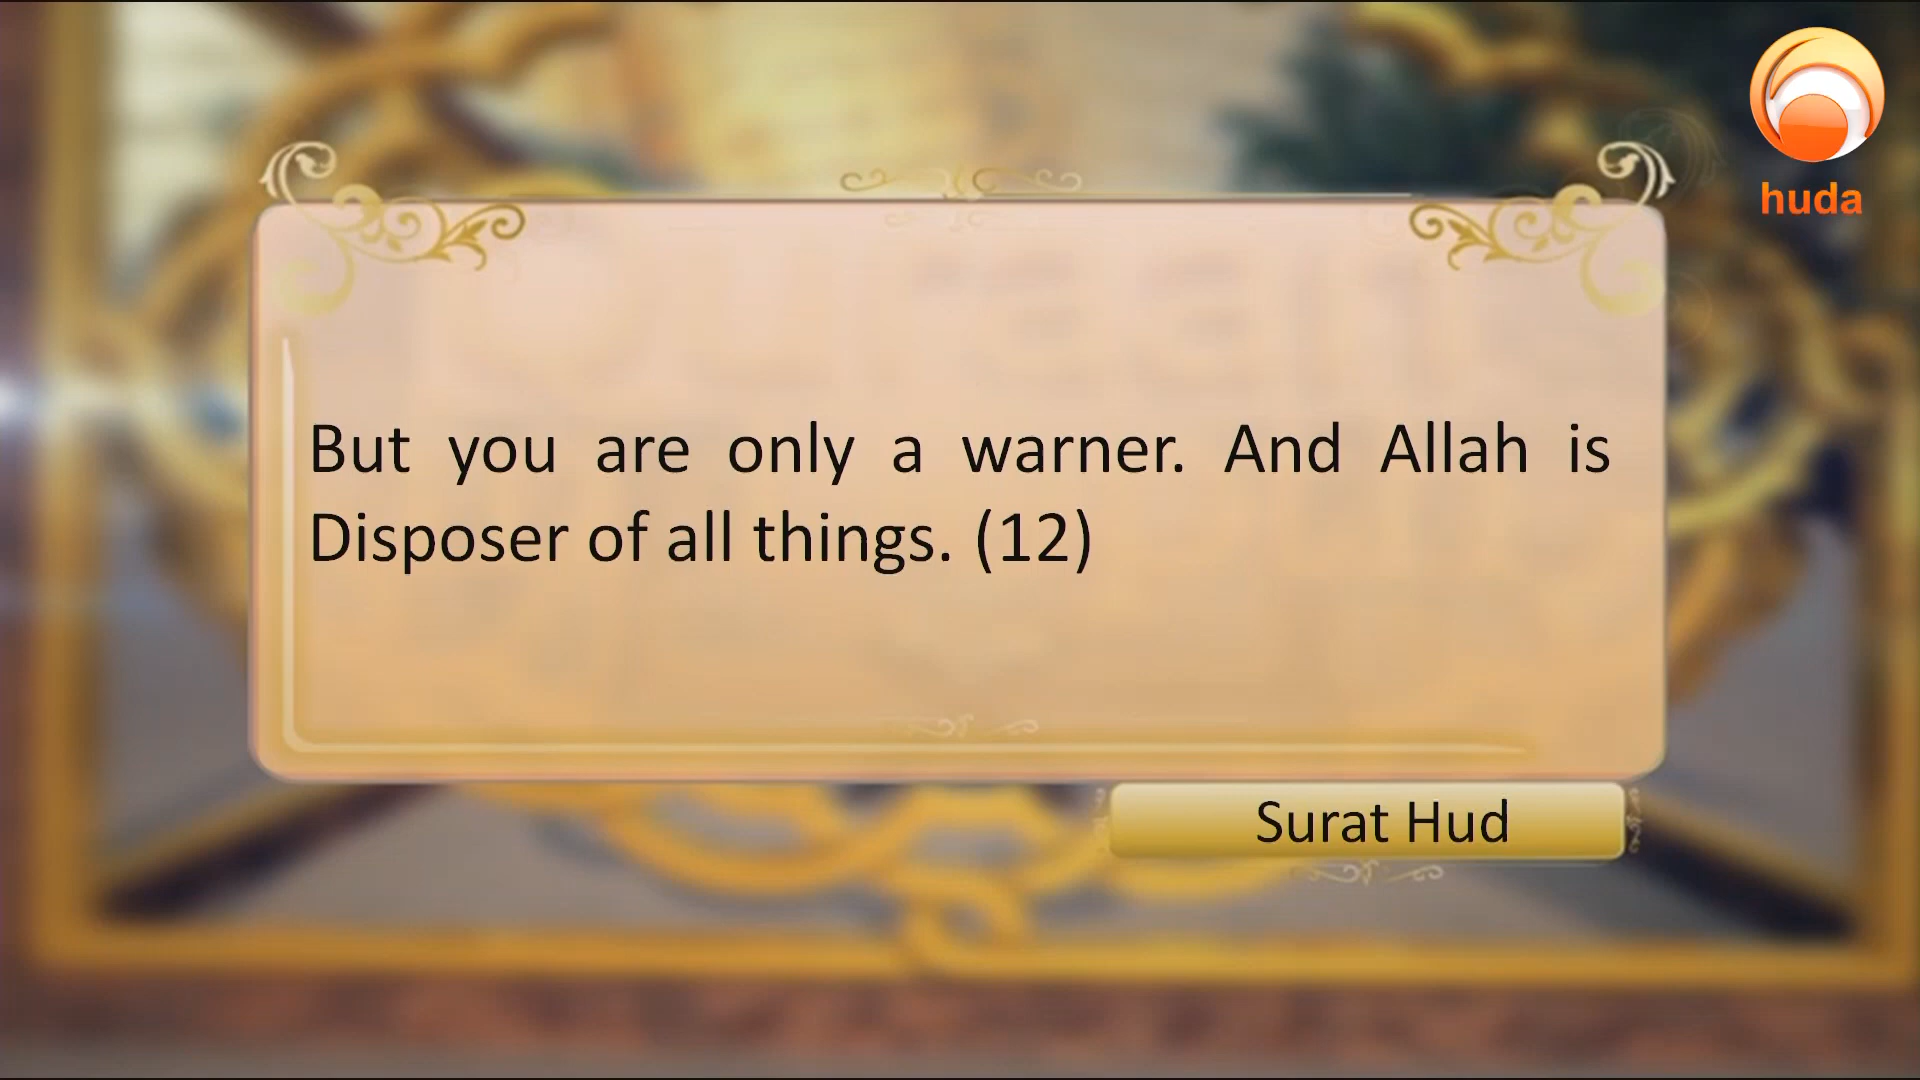 huda
But you are only a warner. And Allah is
Disposer of all things. (12)
Surat Hud